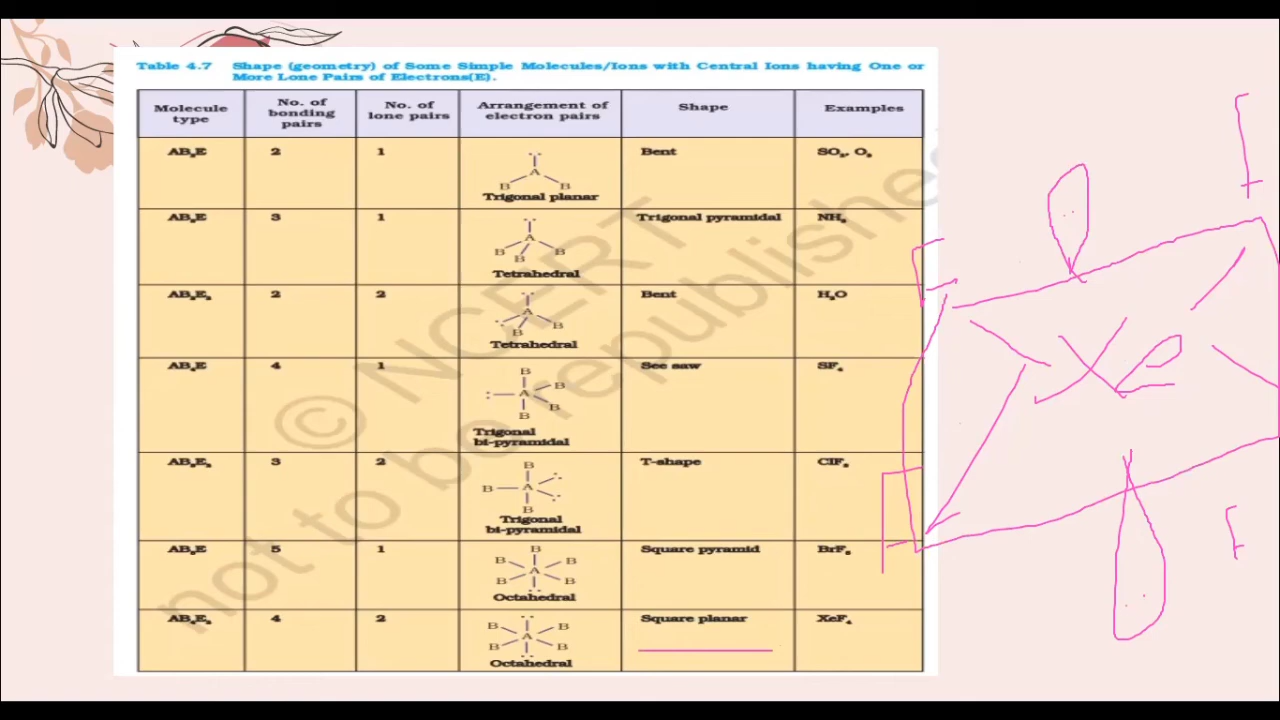 Table 4.7 Shape (geometry) of Some Simple Molecules/Ions with Central Ions having One or
More Lone Pairs of Electrons(E).
Molecule type No. of bonding pairs No. of lone pairs Arrangement of electron pairs Shape Examples
AB₂E 2 1 Trigonal planar Bent SO₂, O₃
AB₃E 3 1 Tetrahedral Trigonal pyramidal NH₃
AB₂E₂ 2 2 Tetrahedral Bent H₂O
AB₄E 4 1 Trigonal bi-pyramidal See saw SF₄
AB₃E₂ 3 2 Trigonal bi-pyramidal T-shape ClF₃
AB₅E 5 1 Octahedral Square pyramid BrF₅
AB₄E₂ 4 2 Octahedral Square planar XeF₄
© NCERT
not to be republished
F
F
Xe
F
F